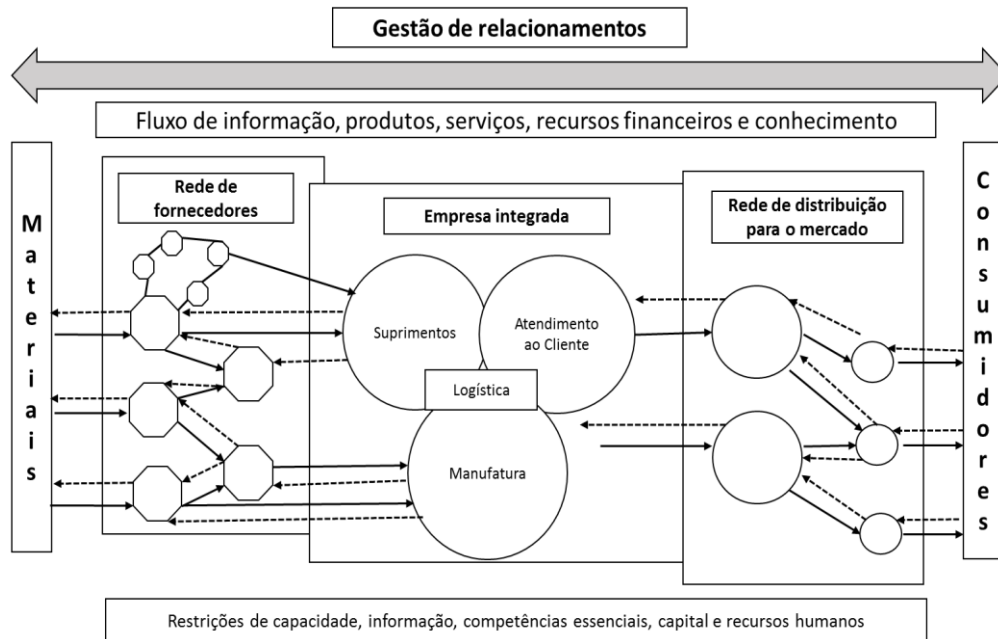 Gestão de relacionamentos
Fluxo de informação, produtos, serviços, recursos financeiros e conhecimento
Materiais
Rede de
fornecedores
Empresa integrada
Suprimentos
Atendimento
ao Cliente
Logística
Manufatura
Rede de distribuição
para o mercado
Consumidores
Restrições de capacidade, informação, competências essenciais, capital e recursos humanos